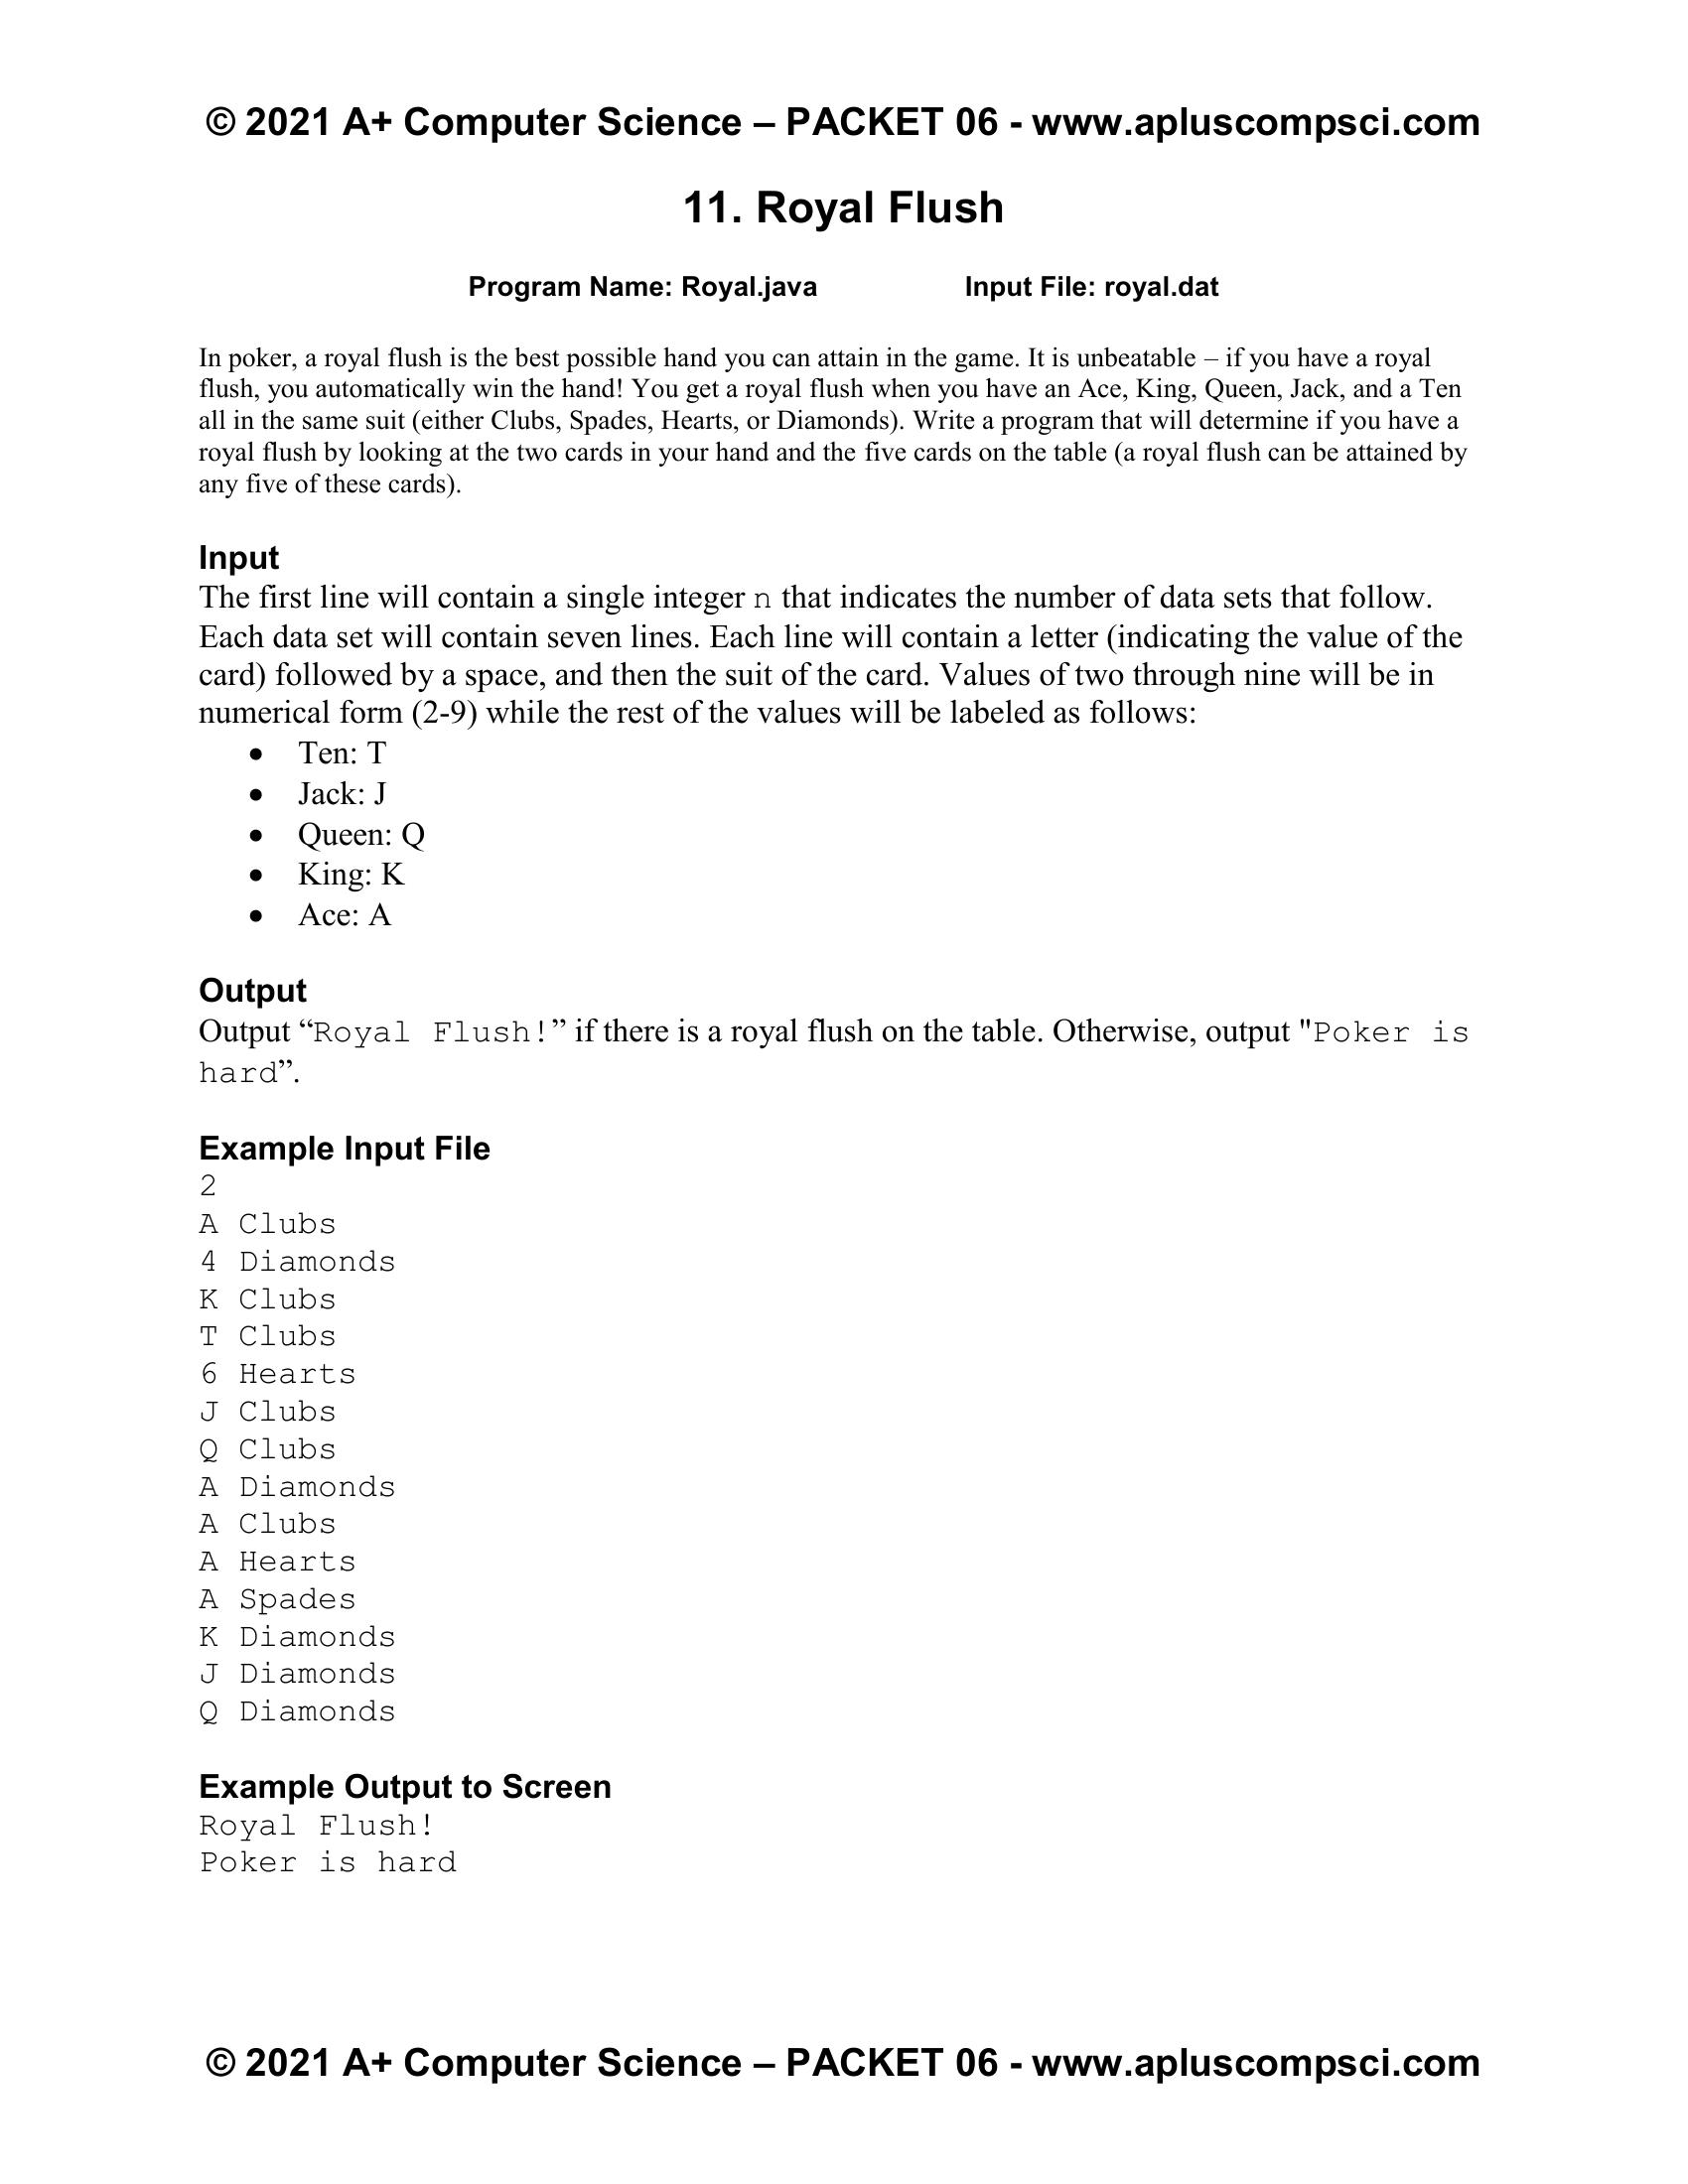 © 2021 A+ Computer Science – PACKET 06 - www.apluscompsci.com
11. Royal Flush
Program Name: Royal.java Input File: royal.dat
In poker, a royal flush is the best possible hand you can attain in the game. It is unbeatable – if you have a royal
flush, you automatically win the hand! You get a royal flush when you have an Ace, King, Queen, Jack, and a Ten
all in the same suit (either Clubs, Spades, Hearts, or Diamonds). Write a program that will determine if you have a
royal flush by looking at the two cards in your hand and the five cards on the table (a royal flush can be attained by
any five of these cards).
Input
The first line will contain a single integer n that indicates the number of data sets that follow.
Each data set will contain seven lines. Each line will contain a letter (indicating the value of the
card) followed by a space, and then the suit of the card. Values of two through nine will be in
numerical form (2-9) while the rest of the values will be labeled as follows:
• Ten: T
• Jack: J
• Queen: Q
• King: K
• Ace: A
Output
Output “Royal Flush!” if there is a royal flush on the table. Otherwise, output "Poker is
hard”.
Example Input File
2
A Clubs
4 Diamonds
K Clubs
T Clubs
6 Hearts
J Clubs
Q Clubs
A Diamonds
A Clubs
A Hearts
A Spades
K Diamonds
J Diamonds
Q Diamonds
Example Output to Screen
Royal Flush!
Poker is hard
© 2021 A+ Computer Science – PACKET 06 - www.apluscompsci.com